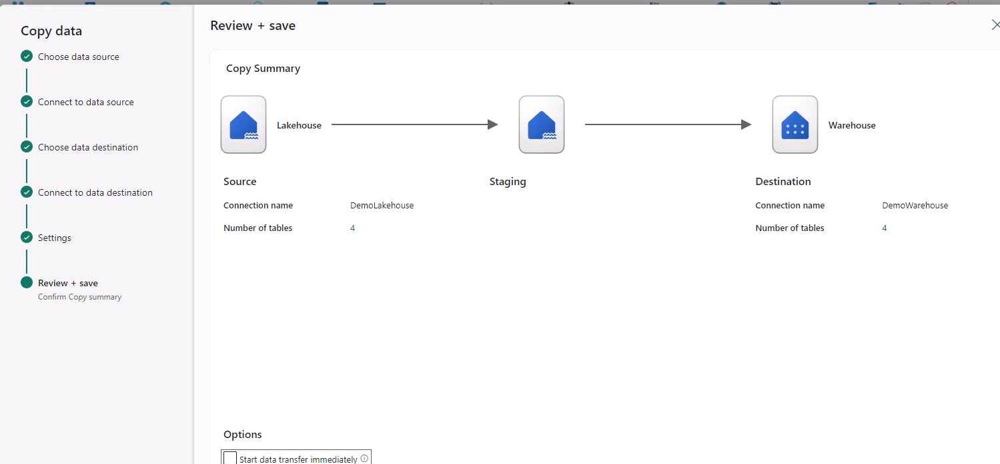 Copy data
Choose data source
Connect to data source
Choose data destination
Connect to data destination
Settings
Review + save
Confirm Copy summary
Review + save
Copy Summary
Lakehouse
Warehouse
Source
Connection name DemoLakehouse
Number of tables 4
Staging
Destination
Connection name DemoWarehouse
Number of tables 4
Options
Start data transfer immediately